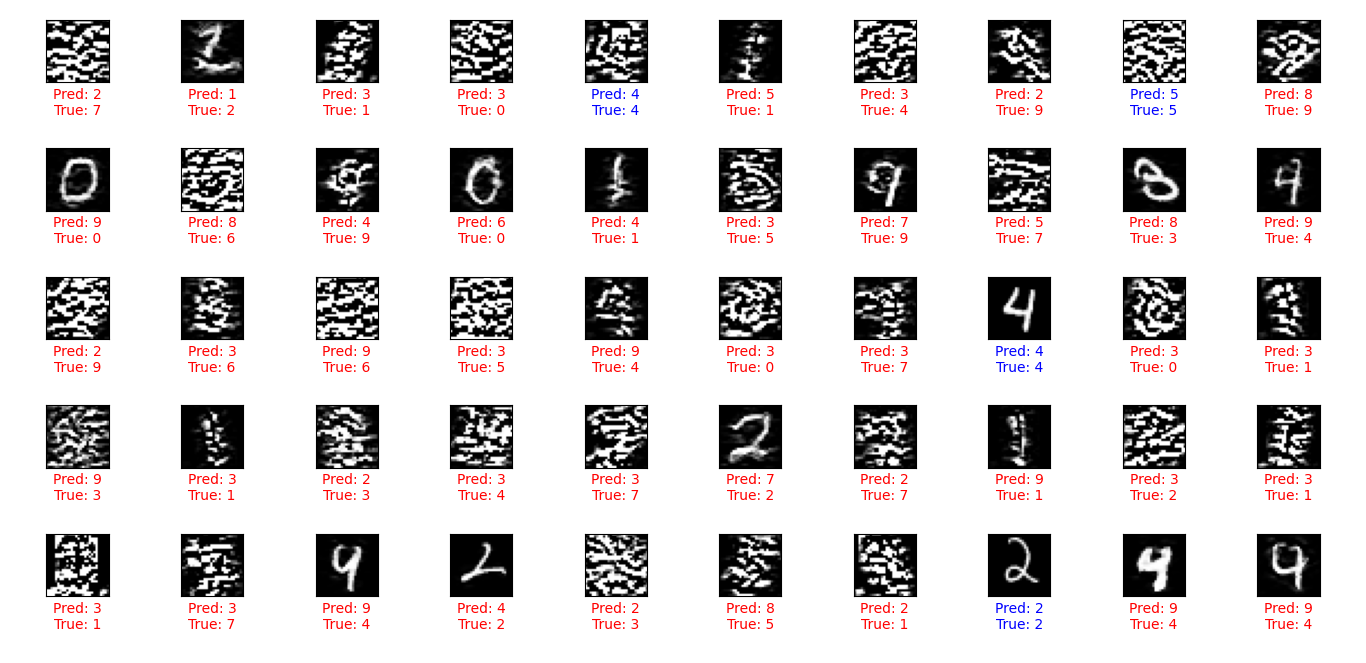 Pred: 2 Pred: 1 Pred: 3 Pred: 3 Pred: 4 Pred: 5 Pred: 3 Pred: 2 Pred: 5 Pred: 8
True: 7 True: 2 True: 1 True: 0 True: 4 True: 1 True: 4 True: 9 True: 5 True: 9
Pred: 9 Pred: 8 Pred: 4 Pred: 6 Pred: 4 Pred: 3 Pred: 7 Pred: 5 Pred: 8 Pred: 9
True: 0 True: 6 True: 9 True: 0 True: 1 True: 5 True: 9 True: 7 True: 3 True: 4
Pred: 2 Pred: 3 Pred: 9 Pred: 3 Pred: 9 Pred: 3 Pred: 3 Pred: 4 Pred: 3 Pred: 3
True: 9 True: 6 True: 6 True: 5 True: 4 True: 0 True: 7 True: 4 True: 0 True: 1
Pred: 9 Pred: 3 Pred: 2 Pred: 3 Pred: 3 Pred: 7 Pred: 2 Pred: 9 Pred: 3 Pred: 3
True: 3 True: 1 True: 3 True: 4 True: 7 True: 2 True: 7 True: 1 True: 2 True: 1
Pred: 3 Pred: 3 Pred: 9 Pred: 4 Pred: 2 Pred: 8 Pred: 2 Pred: 2 Pred: 9 Pred: 9
True: 1 True: 7 True: 4 True: 2 True: 3 True: 5 True: 1 True: 2 True: 4 True: 4